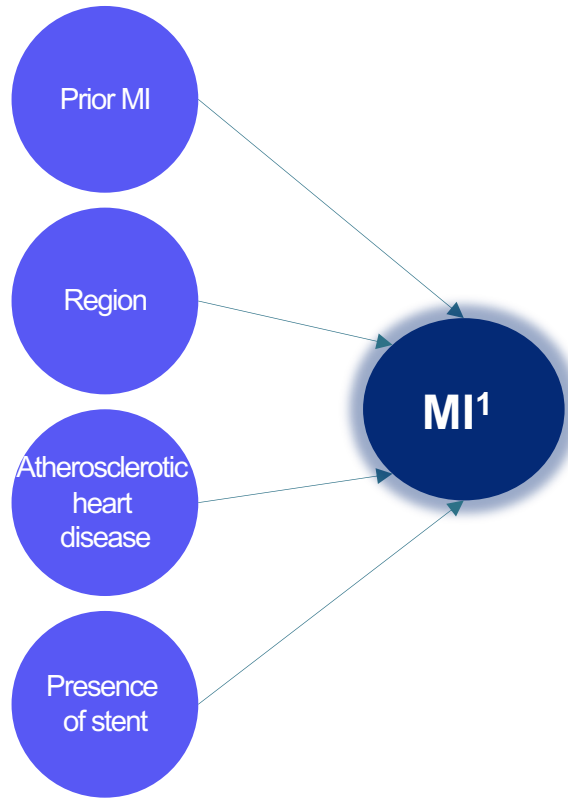 Prior MI
Region
MI¹
Atherosclerotic
heart
disease
Presence
of stent